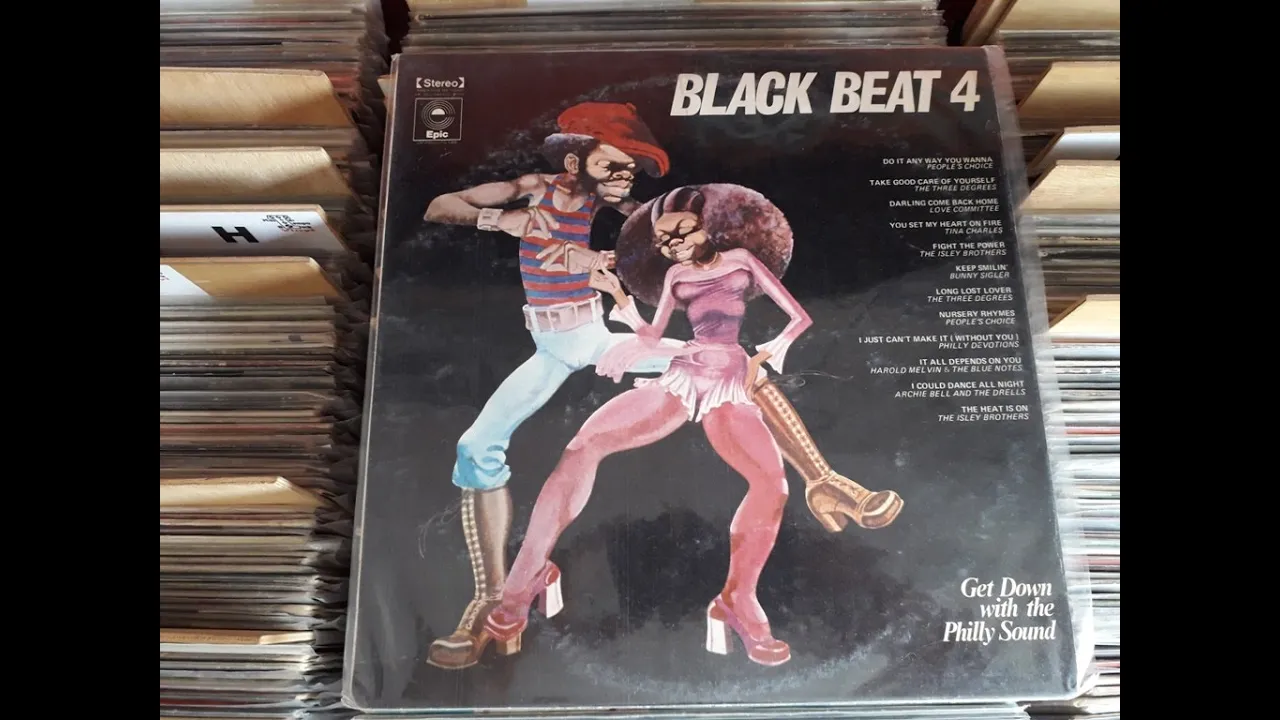 【Stereo】
Epic
BLACK BEAT 4
DO IT ANY WAY YOU WANNA
PEOPLE'S CHOICE
TAKE GOOD CARE OF YOURSELF
THE THREE DEGREES
DARLING COME BACK HOME
LOVE COMMITTEE
YOU SET MY HEART ON FIRE
TINA CHARLES
FIGHT THE POWER
THE ISLEY BROTHERS
KEEP SMILIN'
BUNNY SIGLER
LONG LOST LOVER
THE THREE DEGREES
NURSERY RHYMES
PEOPLE'S CHOICE
I JUST CAN'T MAKE IT ( WITHOUT YOU )
PHILLY DEVOTIONS
IT ALL DEPENDS ON YOU
HAROLD MELVIN & THE BLUE NOTES
I COULD DANCE ALL NIGHT
ARCHIE BELL AND THE DRELLS
THE HEAT IS ON
THE ISLEY BROTHERS
Get Down
with the
Philly Sound
H